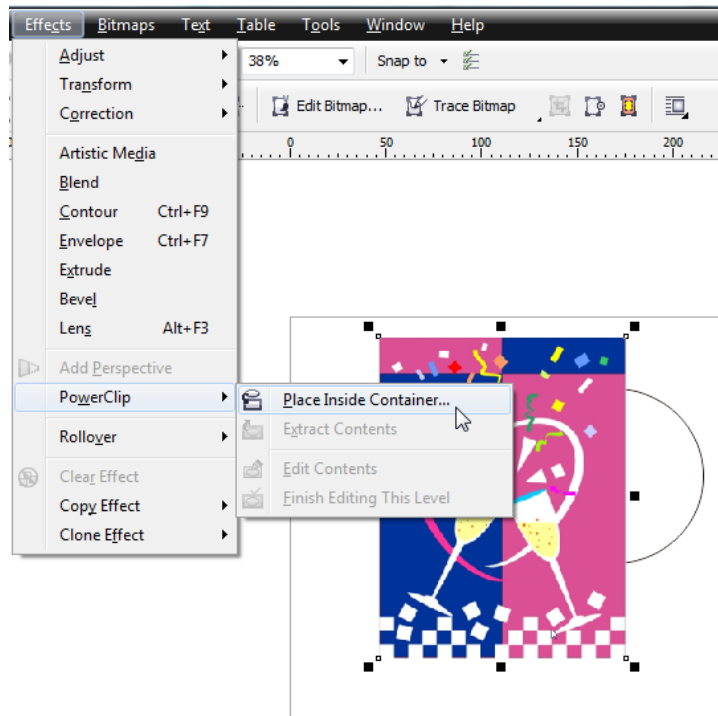 Effects Bitmaps Text Table Tools Window Help
38% Snap to
Edit Bitmap... Trace Bitmap
0 50 100 150 200
Adjust
Transform
Correction
Artistic Media
Blend
Contour Ctrl+F9
Envelope Ctrl+F7
Extrude
Bevel
Lens Alt+F3
Add Perspective
PowerClip
Rollover
Clear Effect
Copy Effect
Clone Effect
Place Inside Container...
Extract Contents
Edit Contents
Finish Editing This Level